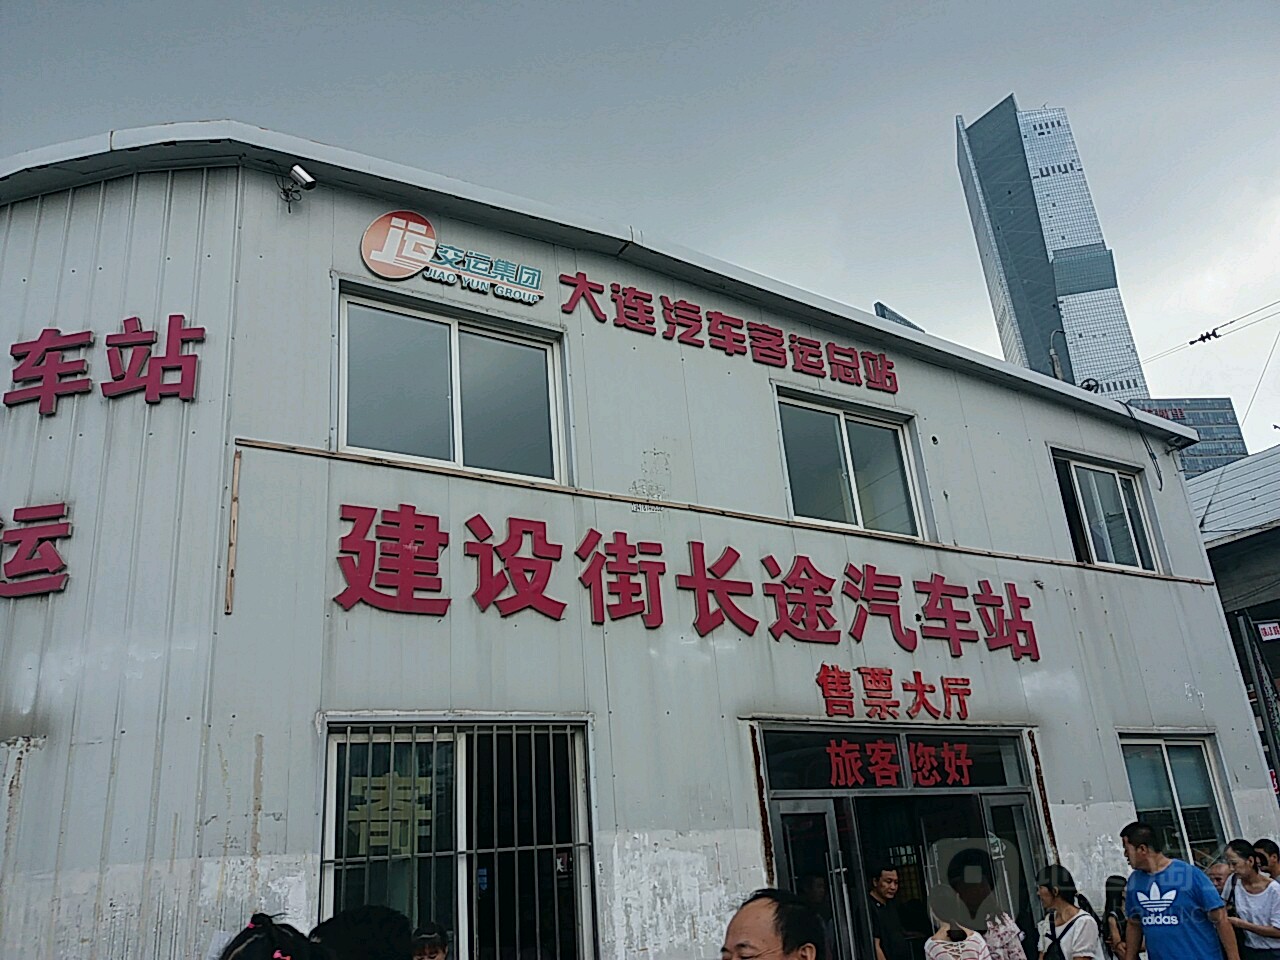 交运集团
JIAO YUN GROUP
大连汽车客运总站
车站
运
建设街长途汽车站
售票大厅
旅客您好
adidas